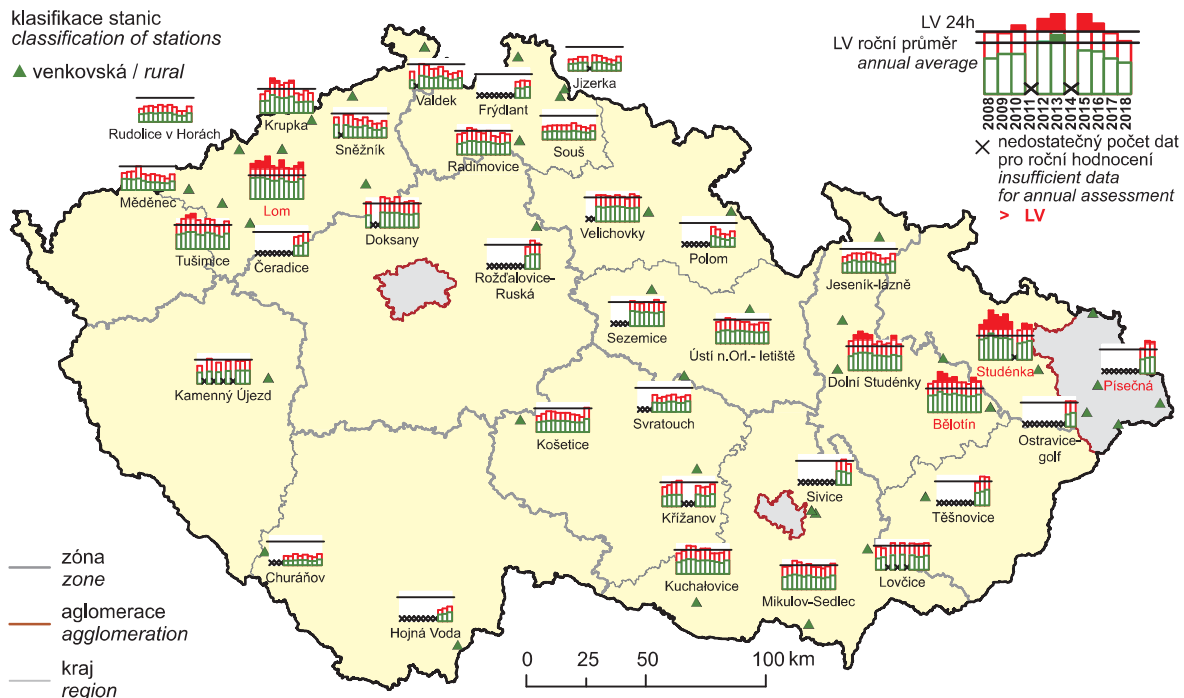 klasifikace stanic
classification of stations
venkovská / rural
LV 24h
LV roční průměr
annual average
2008
2009
2010
2011
2012
2013
2014
2015
2016
2017
2018
nedostatečný počet dat
pro roční hodnocení
insufficient data
for annual assessment
> LV
Jizerka
Valdek
Frýdlant
Rudolice v Horách
Krupka
Sněžník
Radimovice
Souš
Měděnec
Lom
Tušimice
Čeradice
Doksany
Velichovky
Rožďalovice-
Ruská
Polom
Jeseník-lázně
Sezemice
Ústí n.Orl.- letiště
Dolní Studénky
Studénka
Písečná
Kamenný Újezd
Košetice
Svratouch
Bělotín
Ostravice-
golf
Křížanov
Sivice
Těšnovice
Churáňov
Kuchařovice
Mikulov-Sedlec
Lovčice
Hojná Voda
zóna
zone
aglomerace
agglomeration
kraj
region
0 25 50 100 km